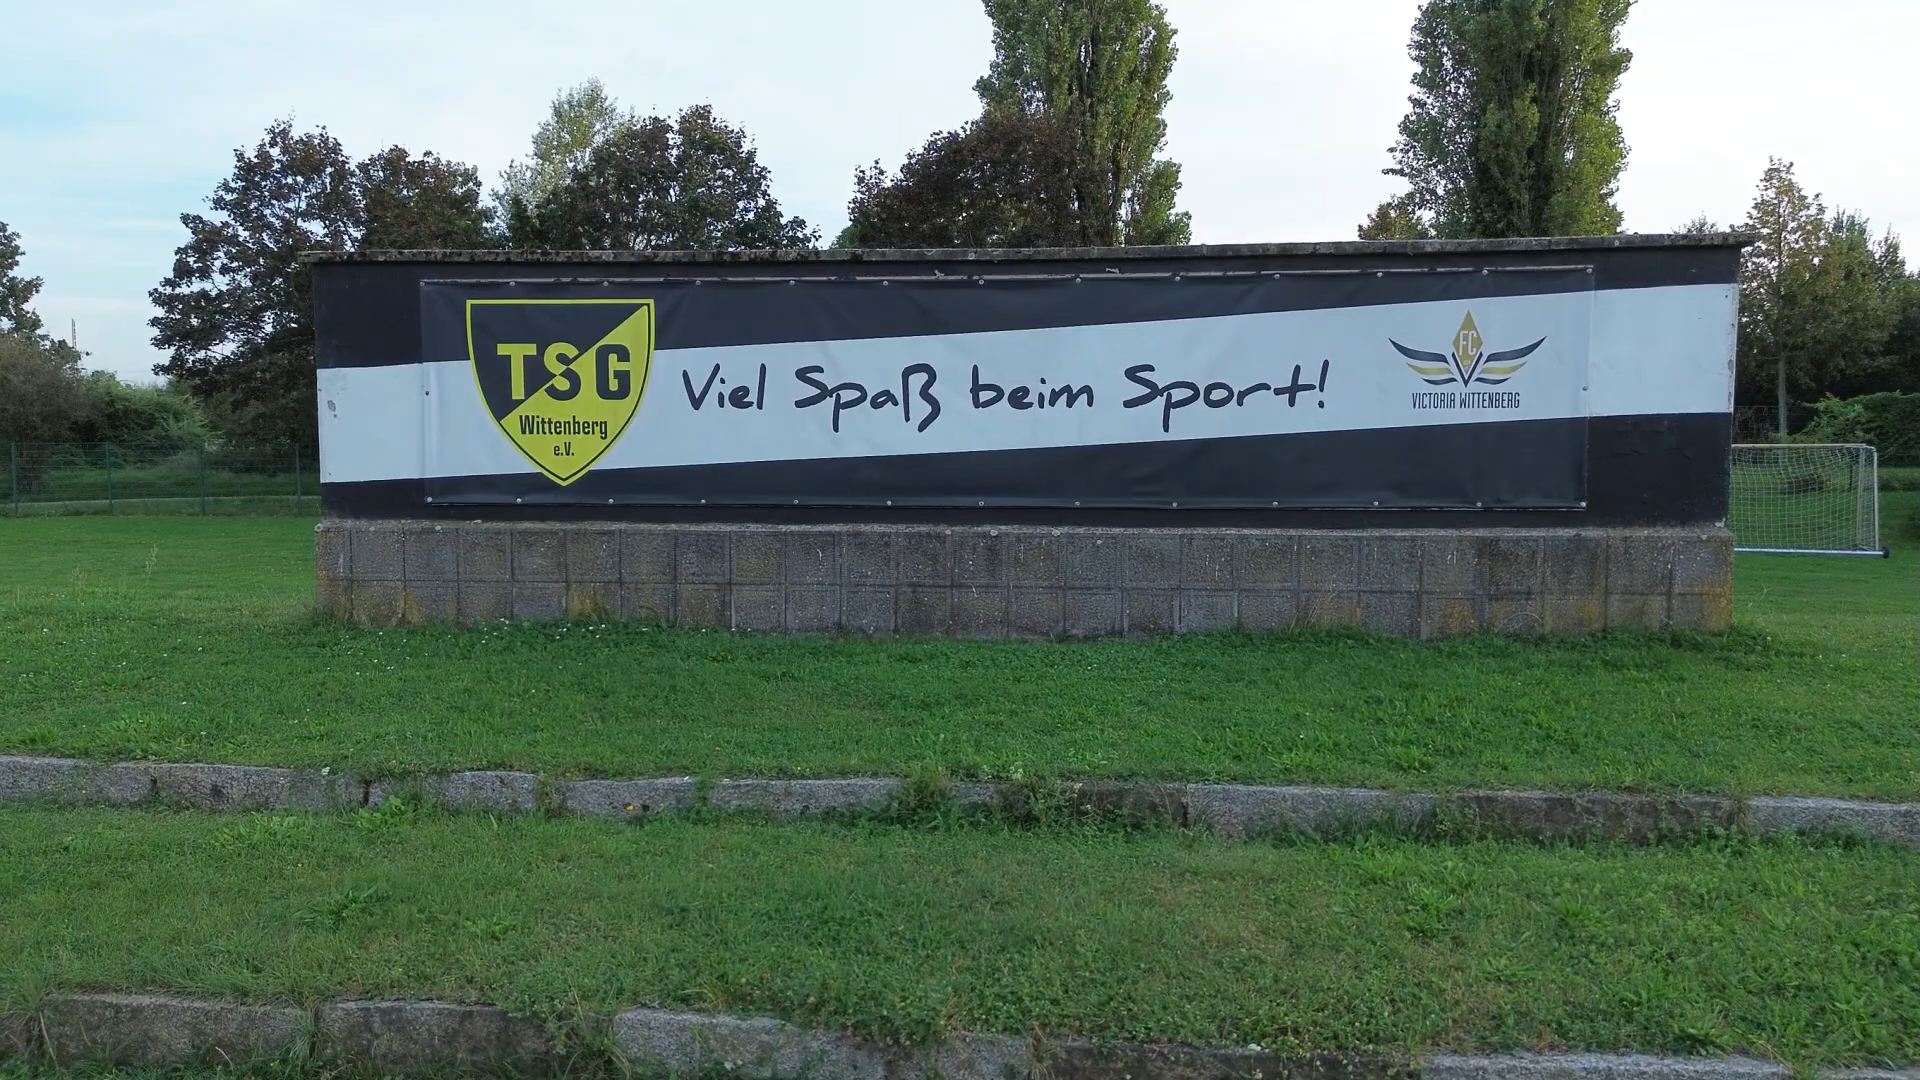 TSG
Wittenberg
e.V.
Viel Spaß beim Sport!
FC
VICTORIA WITTENBERG